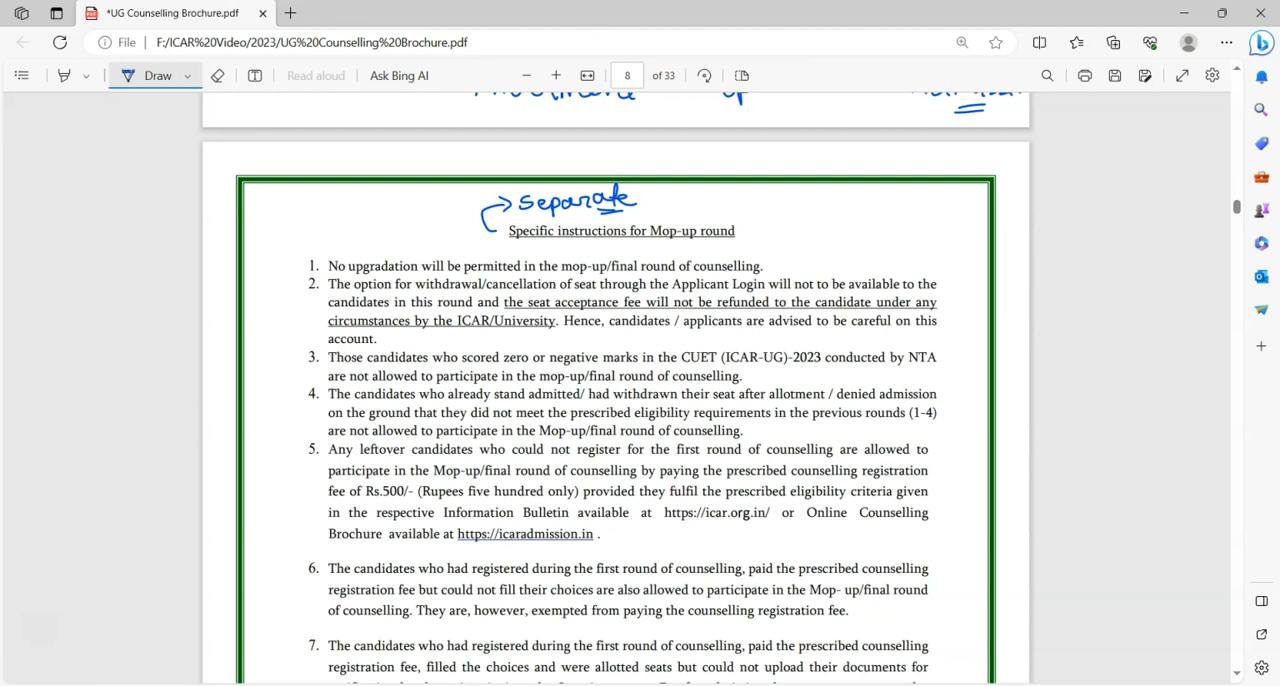 *UG Counselling Brochure.pdf
File F:/ICAR%20Video/2023/UG%20Counselling%20Brochure.pdf
Draw Read aloud Ask Bing AI 8 of 33
up
separate
Specific instructions for Mop-up round
1. No upgradation will be permitted in the mop-up/final round of counselling.
2. The option for withdrawal/cancellation of seat through the Applicant Login will not to be available to the
candidates in this round and the seat acceptance fee will not be refunded to the candidate under any
circumstances by the ICAR/University. Hence, candidates / applicants are advised to be careful on this
account.
3. Those candidates who scored zero or negative marks in the CUET (ICAR-UG)-2023 conducted by NTA
are not allowed to participate in the mop-up/final round of counselling.
4. The candidates who already stand admitted/ had withdrawn their seat after allotment / denied admission
on the ground that they did not meet the prescribed eligibility requirements in the previous rounds (1-4)
are not allowed to participate in the Mop-up/final round of counselling.
5. Any leftover candidates who could not register for the first round of counselling are allowed to
participate in the Mop-up/final round of counselling by paying the prescribed counselling registration
fee of Rs.500/- (Rupees five hundred only) provided they fulfil the prescribed eligibility criteria given
in the respective Information Bulletin available at https://icar.org.in/ or Online Counselling
Brochure available at https://icaradmission.in .
6. The candidates who had registered during the first round of counselling, paid the prescribed counselling
registration fee but could not fill their choices are also allowed to participate in the Mop- up/final round
of counselling. They are, however, exempted from paying the counselling registration fee.
7. The candidates who had registered during the first round of counselling, paid the prescribed counselling
registration fee, filled the choices and were allotted seats but could not upload their documents for